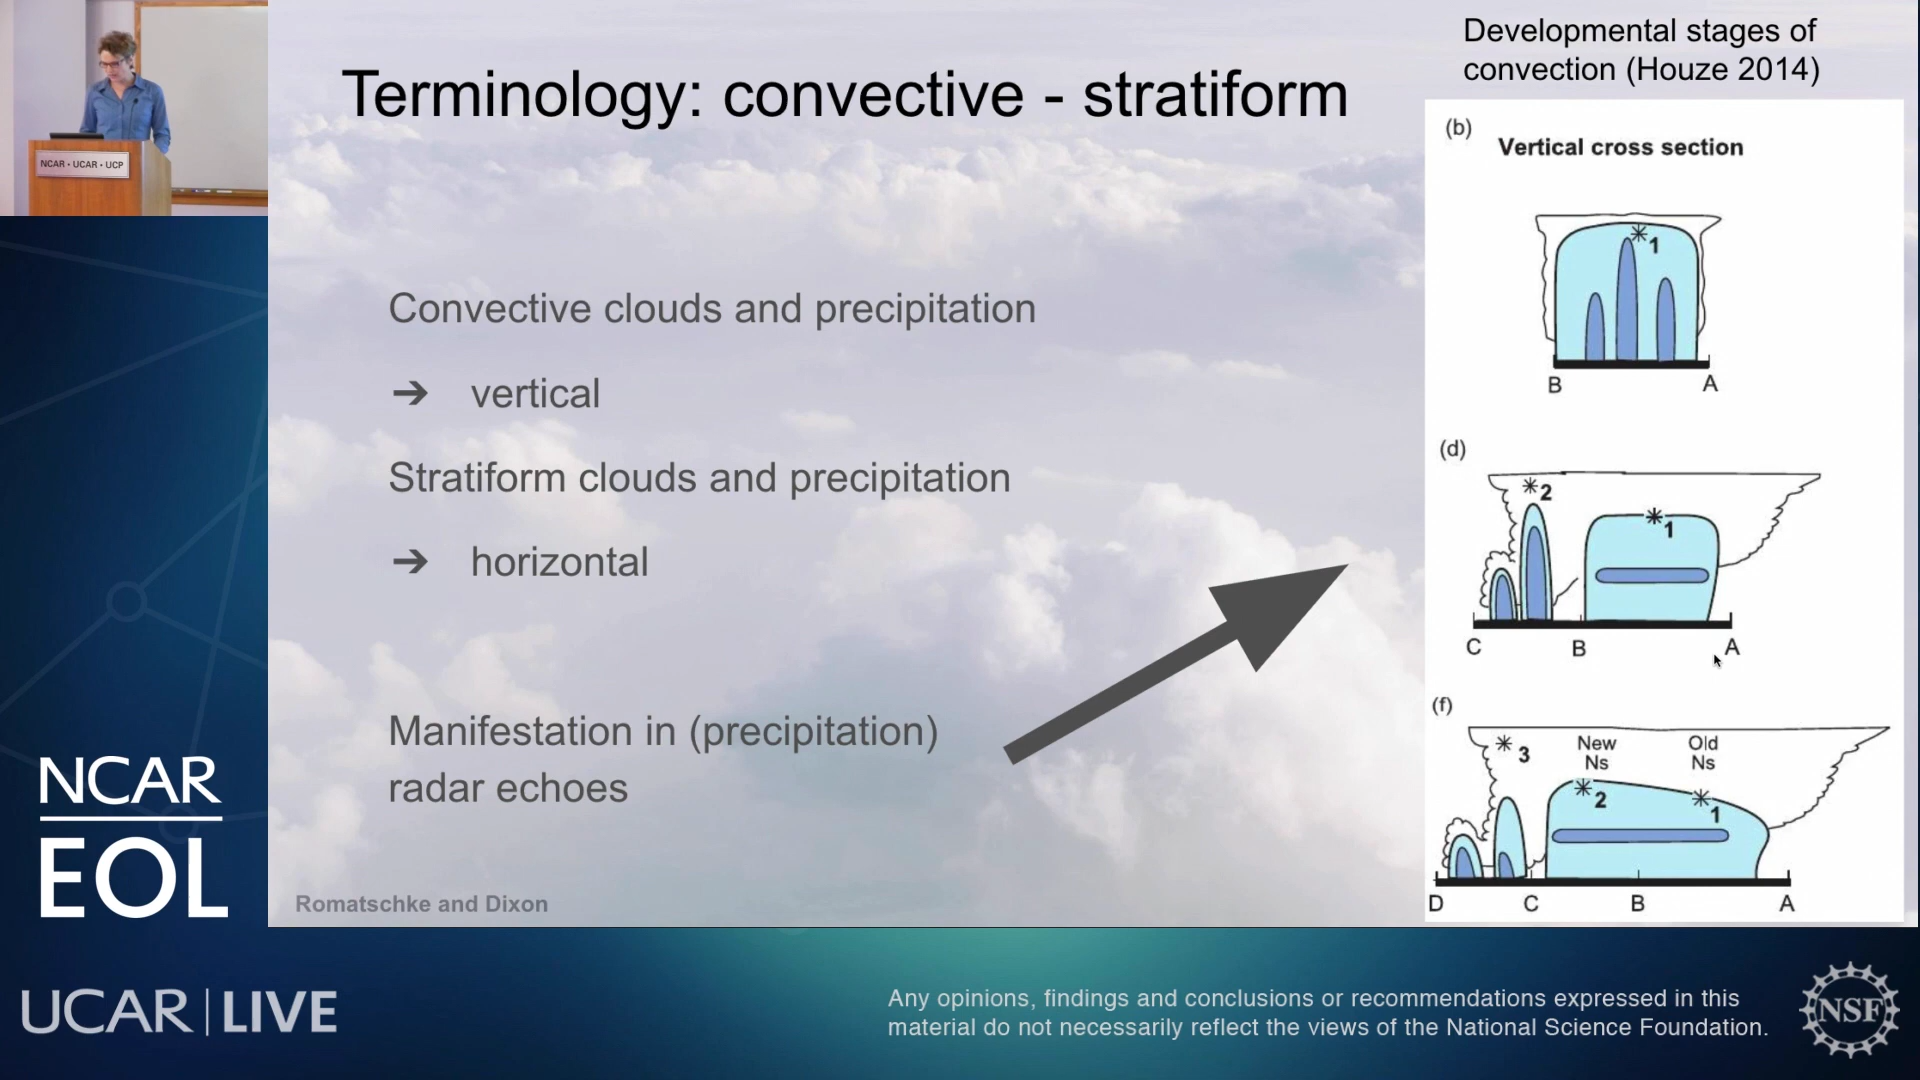 NCAR • UCAR • UCP
Terminology: convective - stratiform
Convective clouds and precipitation
➔ vertical
Stratiform clouds and precipitation
➔ horizontal
Manifestation in (precipitation)
radar echoes
Romatschke and Dixon
Developmental stages of
convection (Houze 2014)
(b)
Vertical cross section
1
B A
(d)
2
1
C B A
(f)
3
New
Ns
Old
Ns
2
1
D C B A
NCAR
EOL
UCAR | LIVE
Any opinions, findings and conclusions or recommendations expressed in this
material do not necessarily reflect the views of the National Science Foundation.
NSF